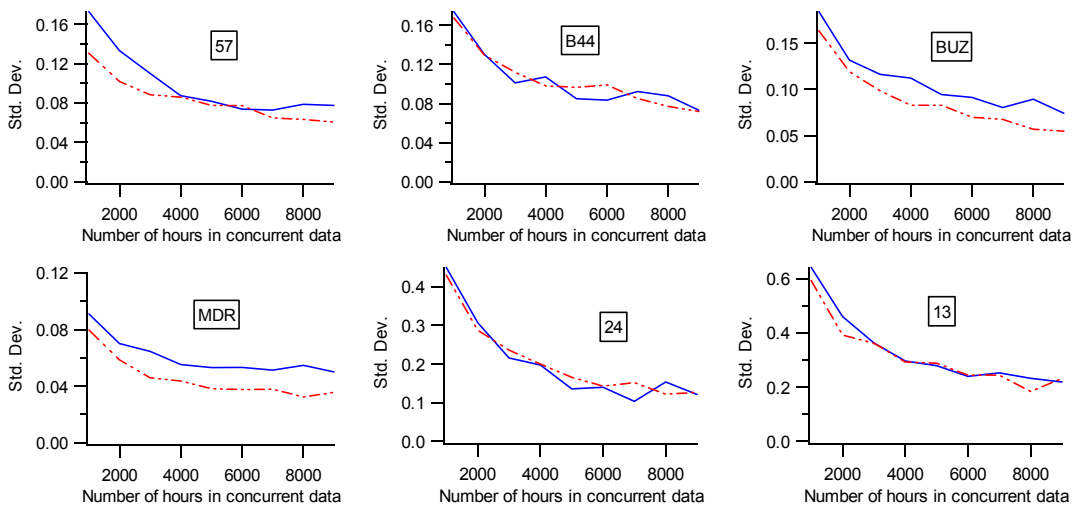 0.16
0.12
0.08
0.04
0.00
Std. Dev.
57
2000 4000 6000 8000
Number of hours in concurrent data
0.16
0.12
0.08
0.04
0.00
Std. Dev.
B44
2000 4000 6000 8000
Number of hours in concurrent data
0.15
0.10
0.05
0.00
Std. Dev.
BUZ
2000 4000 6000 8000
Number of hours in concurrent data
0.12
0.08
0.04
0.00
Std. Dev.
MDR
2000 4000 6000 8000
Number of hours in concurrent data
0.4
0.3
0.2
0.1
0.0
Std. Dev.
24
2000 4000 6000 8000
Number of hours in concurrent data
0.6
0.4
0.2
0.0
Std. Dev.
13
2000 4000 6000 8000
Number of hours in concurrent data